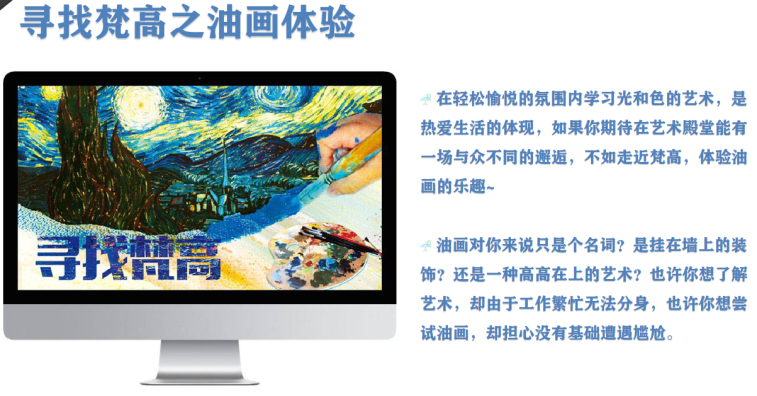 寻找梵高之油画体验
寻找梵高
在轻松愉悦的氛围内学习光和色的艺术，是
热爱生活的体现，如果你期待在艺术殿堂能有
一场与众不同的邂逅，不如走近梵高，体验油
画的乐趣~
油画对你来说只是个名词？是挂在墙上的装
饰？还是一种高高在上的艺术？也许你想了解
艺术，却由于工作繁忙无法分身，也许你想尝
试油画，却担心没有基础遭遇尴尬。